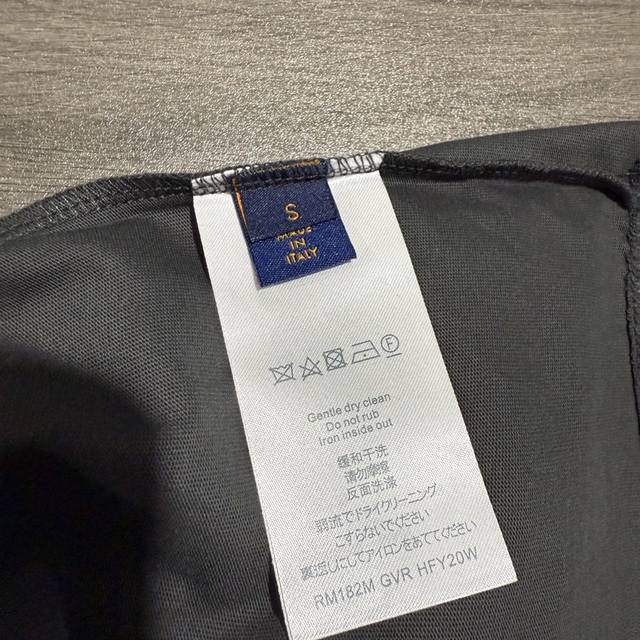 S
MADE
IN
ITALY
F
Gentle dry clean
Do not rub
Iron inside out
缓和干洗
请勿摩擦
反面洗涤
弱流でドライクリーニング
こすらないでください
裏返しにしてアイロンをあててください
RM182M GVR HFY20W